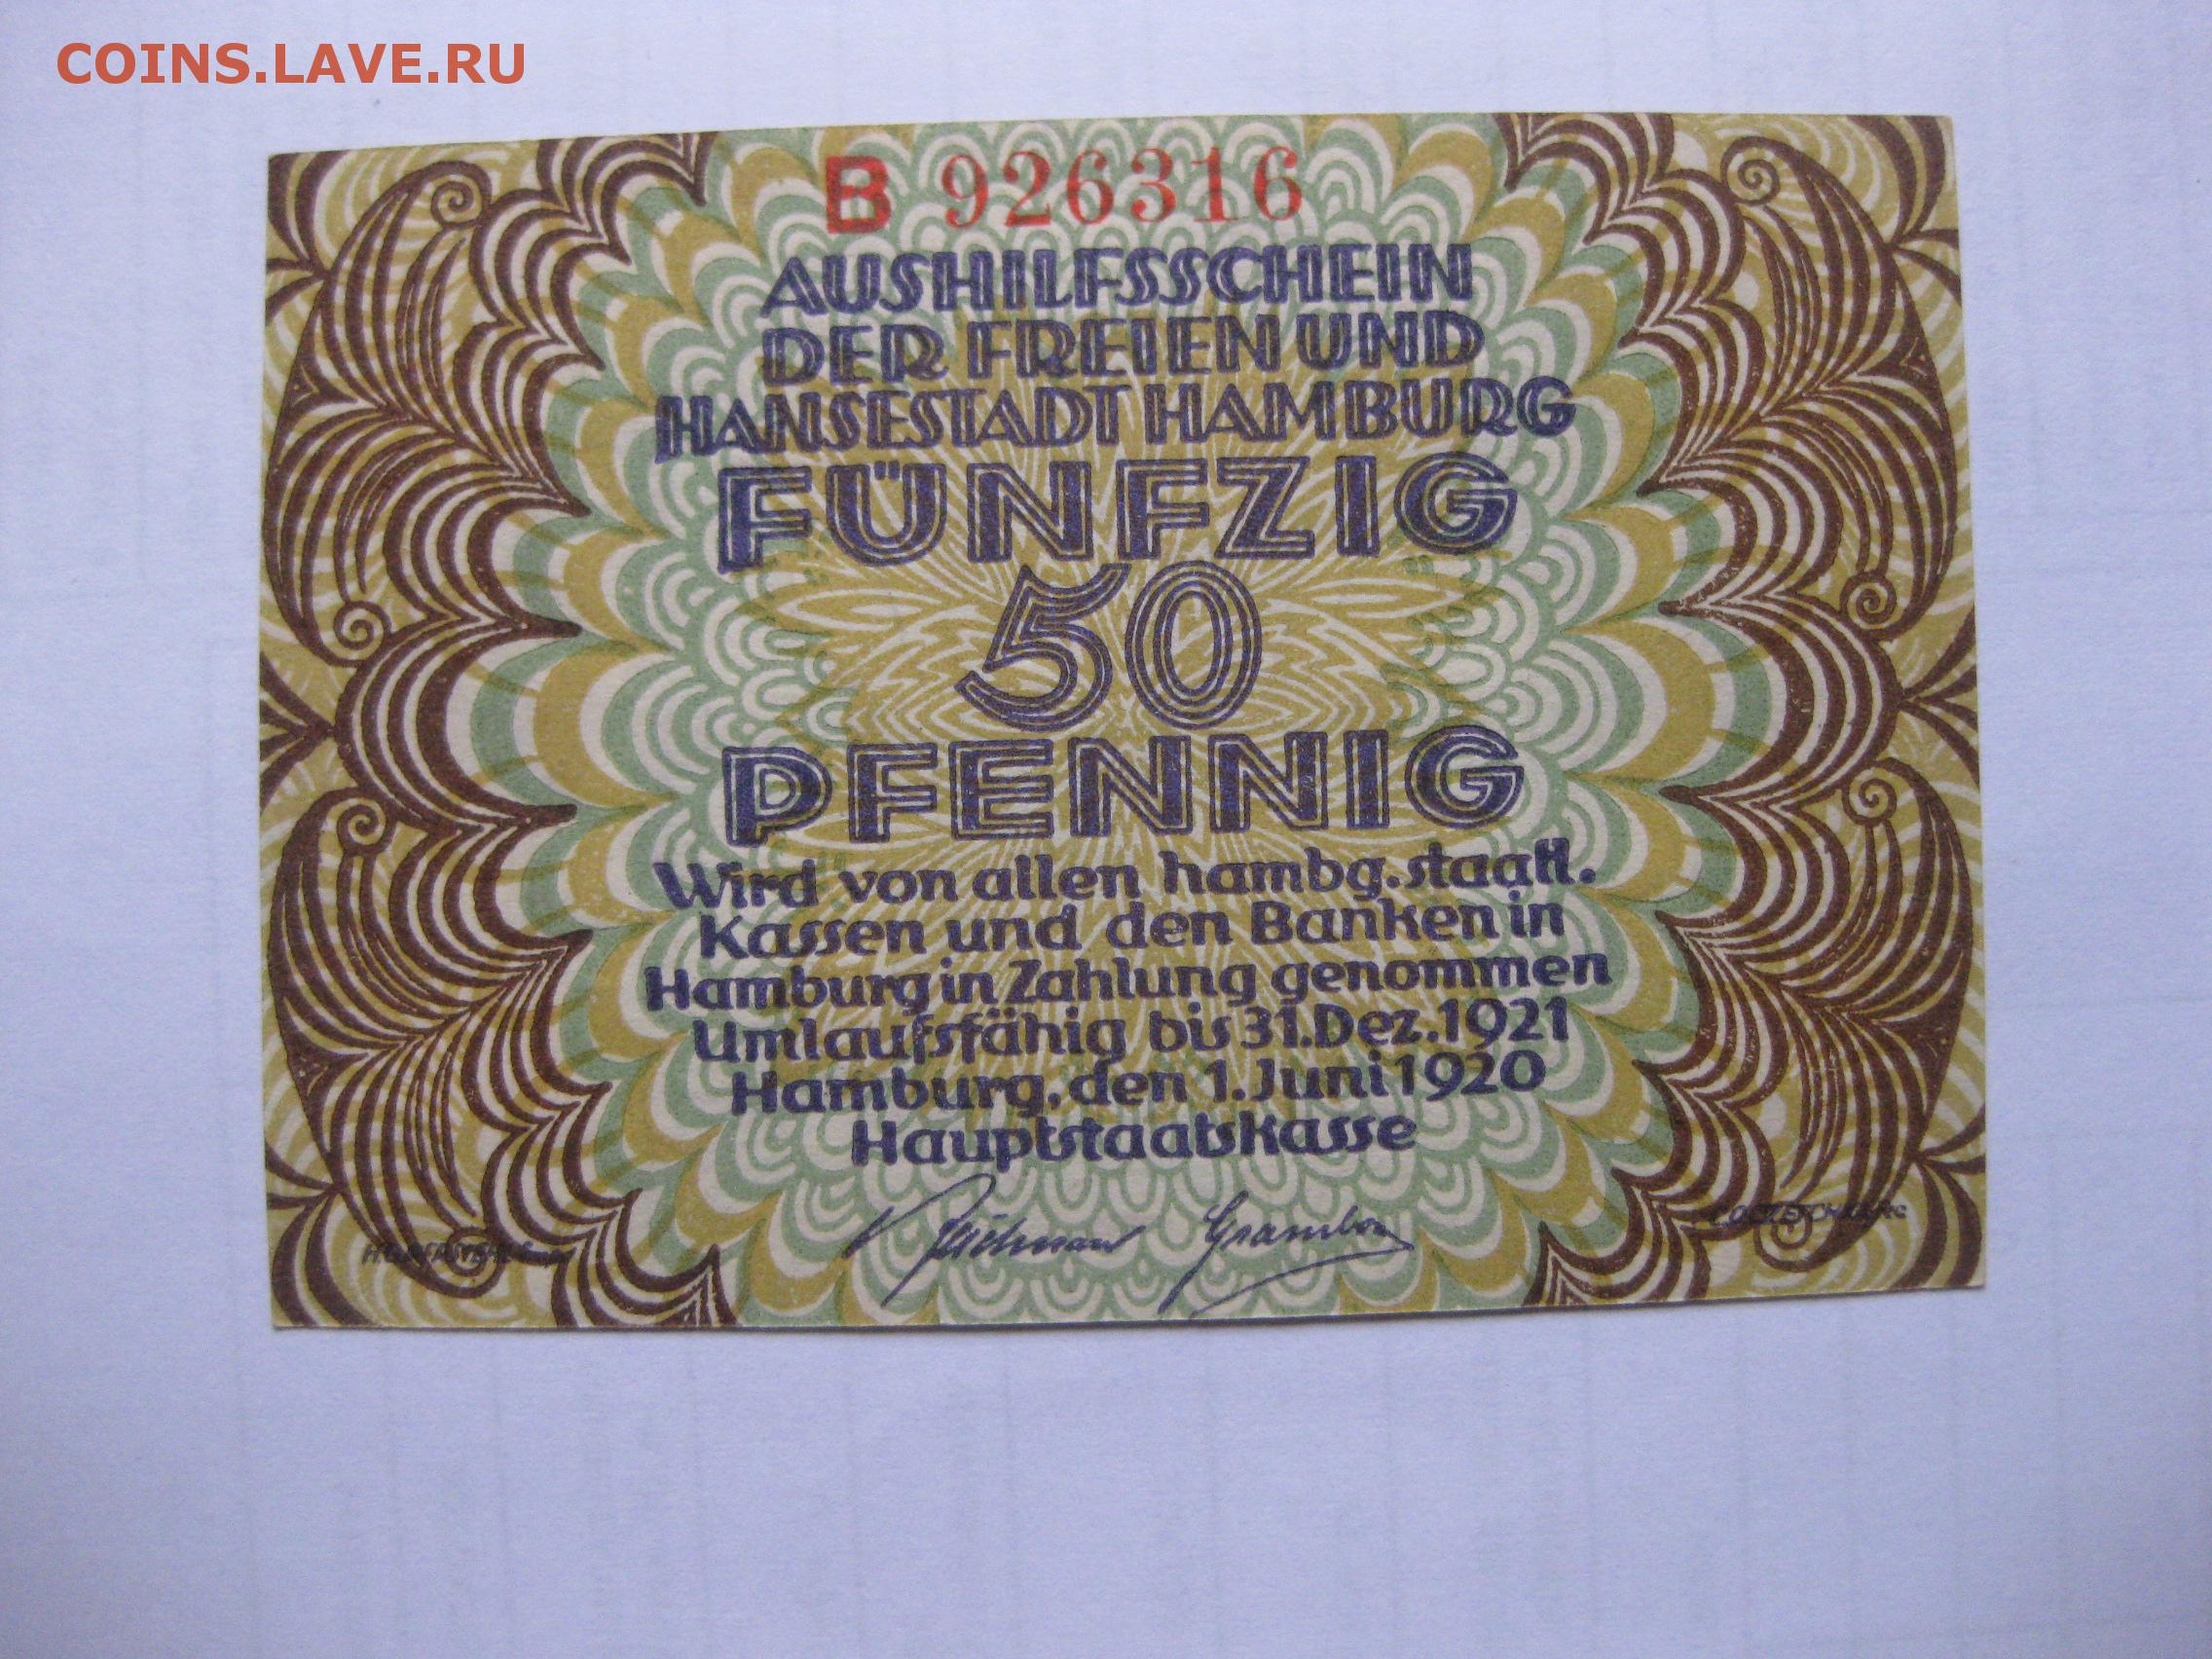 COINS.LAVE.RU
B 926316
AUSHILFSSCHEIN
DER FREIEN UND
HANSESTADT HAMBURG
FÜNFZIG
50
PFENNIG
Wird von allen hambg. staatl.
Kassen und den Banken in
Hamburg in Zahlung genommen
Umlaufsfähig bis 31. Dez. 1921
Hamburg, den 1. Juni 1920
Hauptstaatskasse